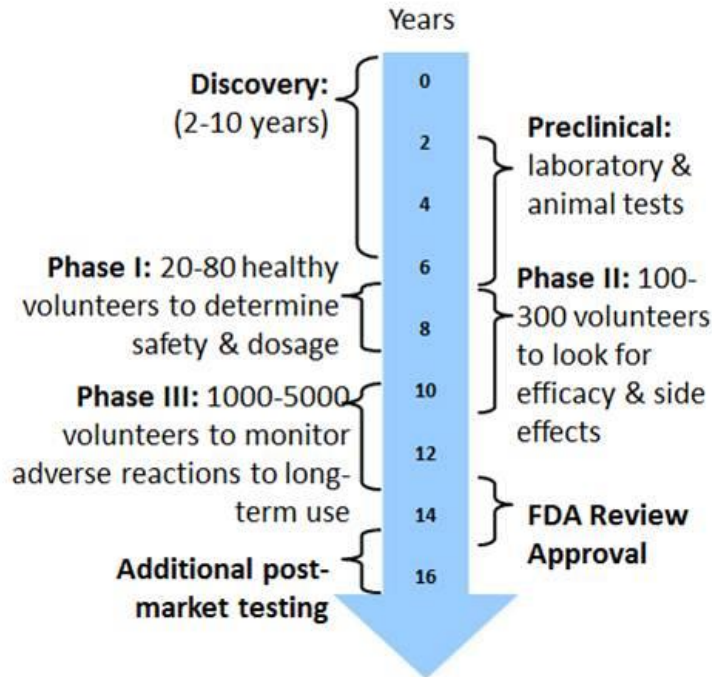 Years
Discovery:
(2-10 years)
0
2
4
6
8
10
12
14
16
Preclinical:
laboratory &
animal tests
Phase I: 20-80 healthy
volunteers to determine
safety & dosage
Phase II: 100-
300 volunteers
to look for
efficacy & side
effects
Phase III: 1000-5000
volunteers to monitor
adverse reactions to long-
term use
FDA Review
Approval
Additional post-
market testing